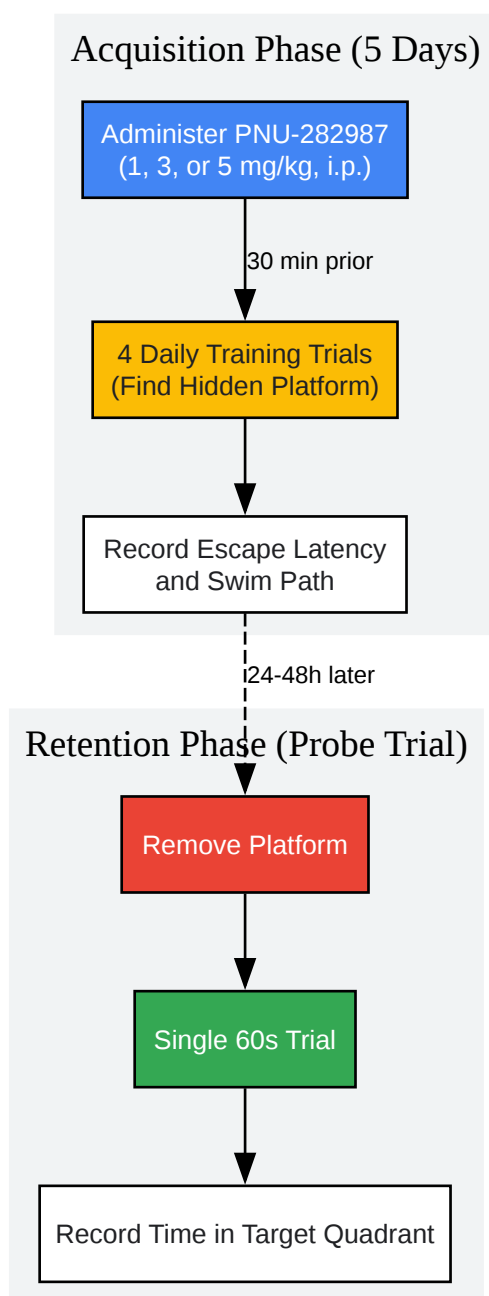 Acquisition Phase (5 Days)
Administer PNU-282987
(1, 3, or 5 mg/kg, i.p.)
30 min prior
4 Daily Training Trials
(Find Hidden Platform)
Record Escape Latency
and Swim Path
24-48h later
Retention Phase (Probe Trial)
Remove Platform
Single 60s Trial
Record Time in Target Quadrant